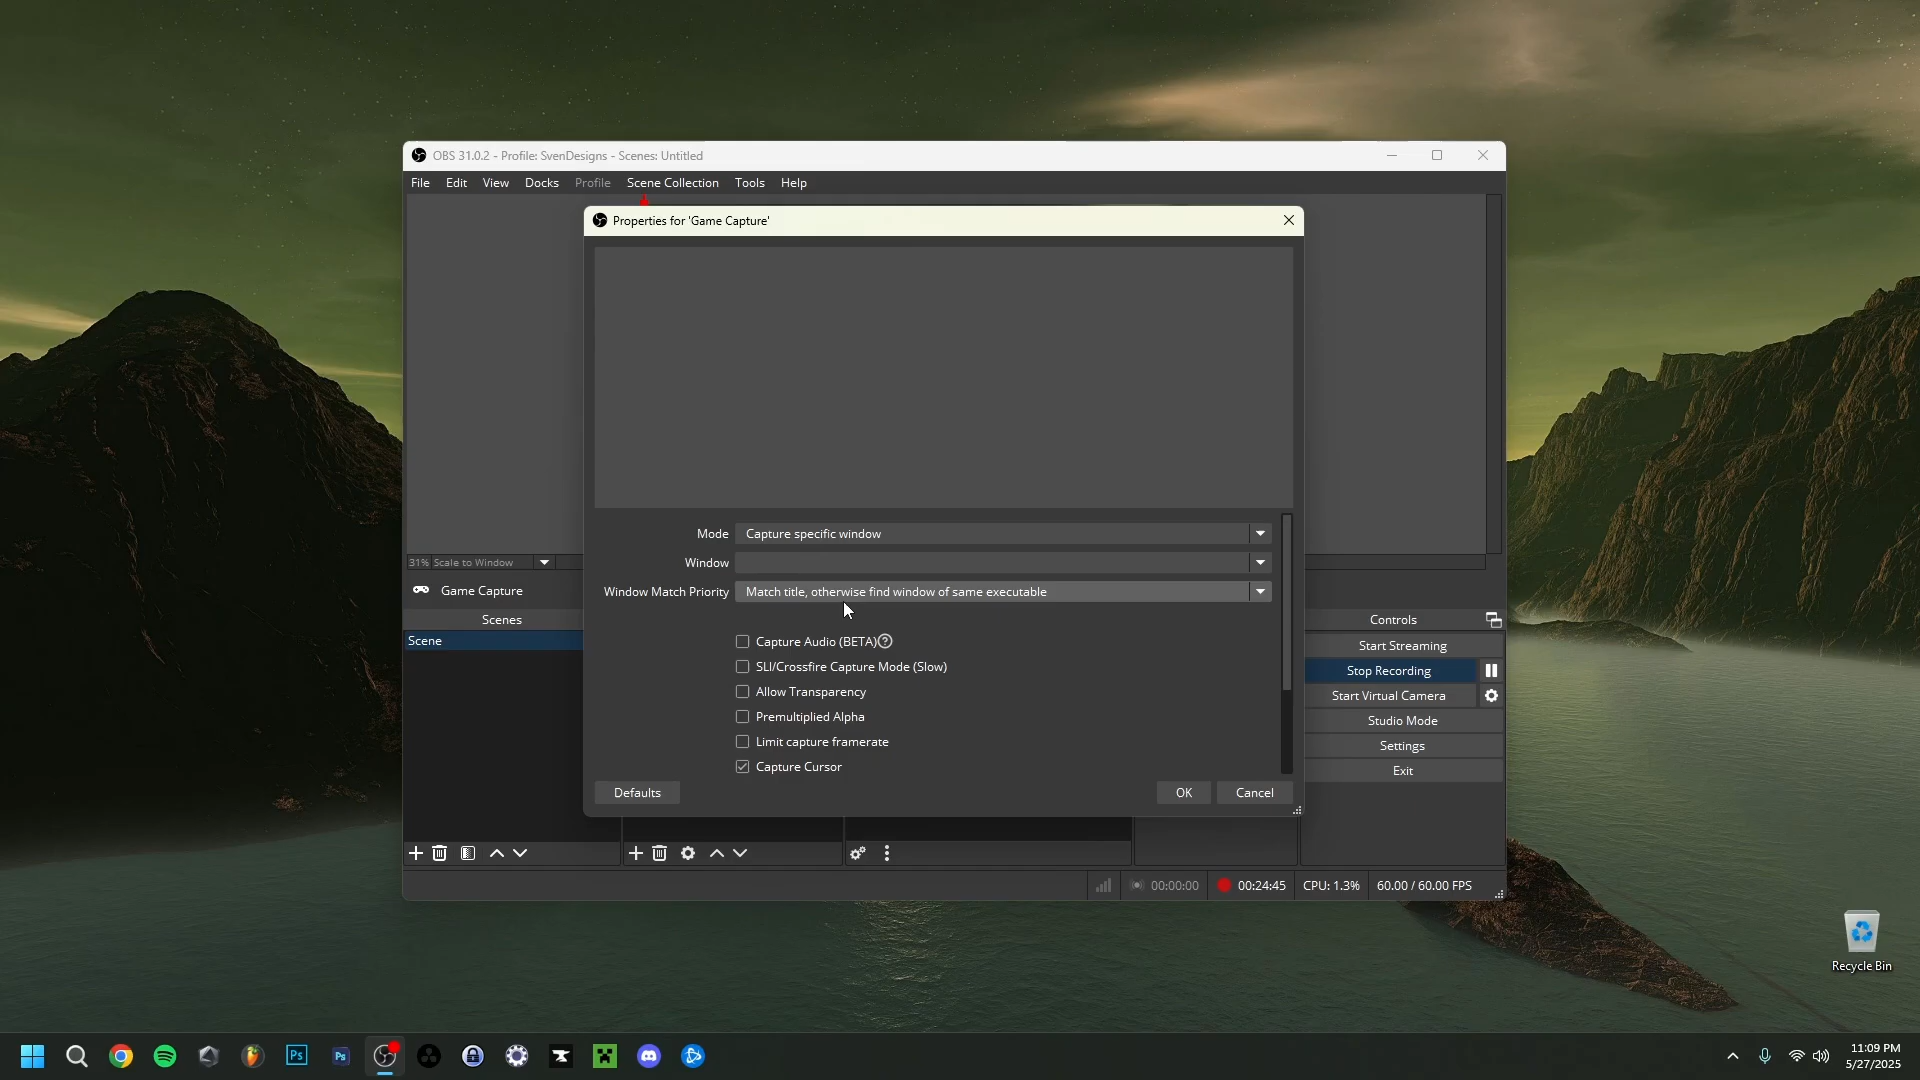 OBS 31.0.2 - Profile: SvenDesigns - Scenes: Untitled
File Edit View Docks Profile Scene Collection Tools Help
Properties for 'Game Capture'
Mode Capture specific window
Window
Window Match Priority Match title, otherwise find window of same executable
Capture Audio (BETA)
SLI/Crossfire Capture Mode (Slow)
Allow Transparency
Premultiplied Alpha
Limit capture framerate
Capture Cursor
Defaults OK Cancel
31% Scale to Window
Game Capture
Scenes
Scene
Controls
Start Streaming
Stop Recording
Start Virtual Camera
Studio Mode
Settings
Exit
00:00:00 00:24:45 CPU: 1.3% 60.00 / 60.00 FPS
Recycle Bin
Ps
Ps
11:09 PM
5/27/2025